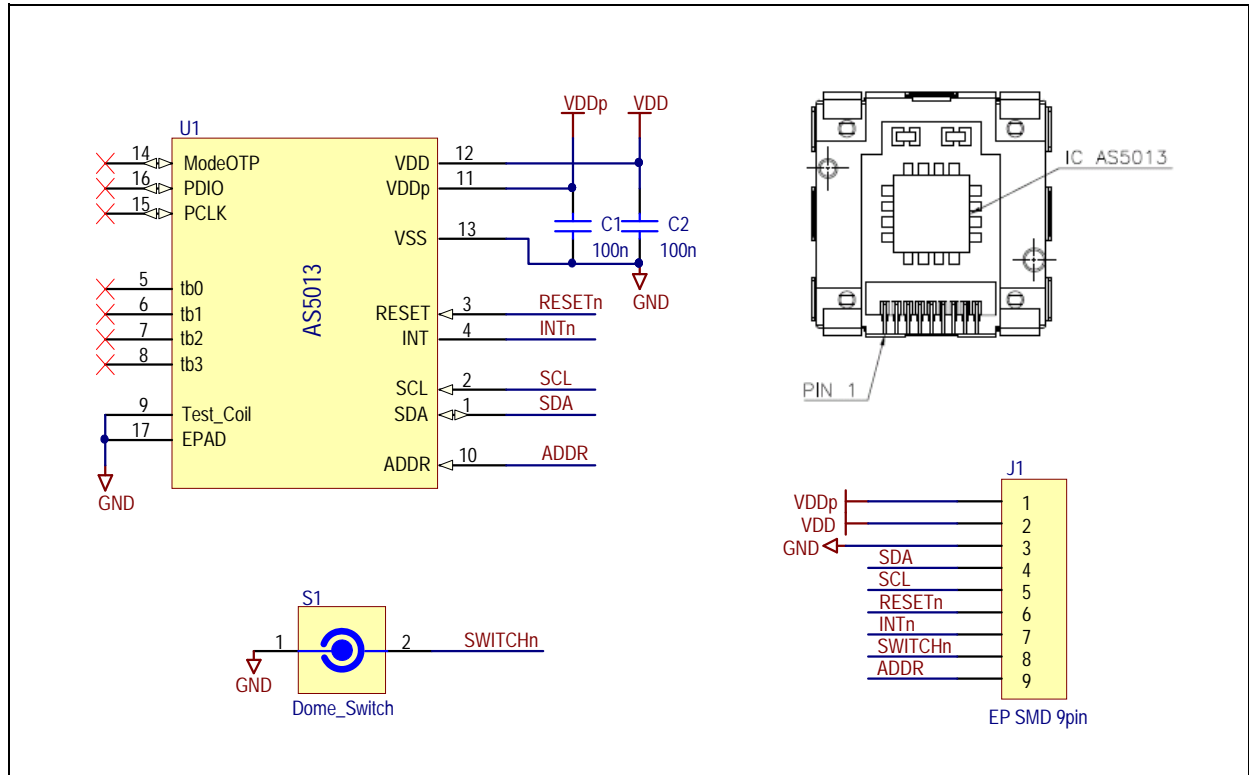 U1
AS5013
14 ModeOTP
16 PDIO
15 PCLK
5 tb0
6 tb1
7 tb2
8 tb3
9 Test_Coil
17 EPAD
GND
VDDp VDD
VDD 12
VDDp 11
VSS 13
C1 C2
100n 100n
GND
RESET 3 RESETn
INT 4 INTn
SCL 2 SCL
SDA 1 SDA
ADDR 10 ADDR
IC AS5013
PIN 1
S1
1 2 SWITCHn
GND
Dome_Switch
J1
VDDp 1
VDD 2
GND 3
SDA 4
SCL 5
RESETn 6
INTn 7
SWITCHn 8
ADDR 9
EP SMD 9pin